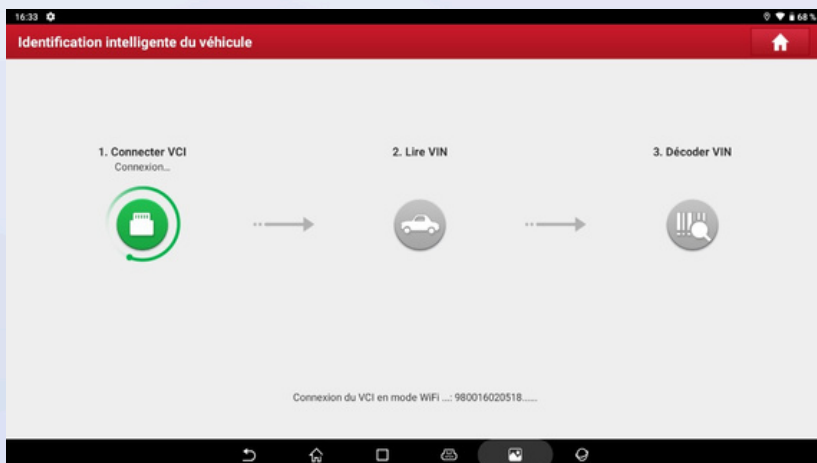 16:33
68 %
Identification intelligente du véhicule
1. Connecter VCI
Connexion...
2. Lire VIN
3. Décoder VIN
Connexion du VCI en mode WiFi ...: 980016020518......